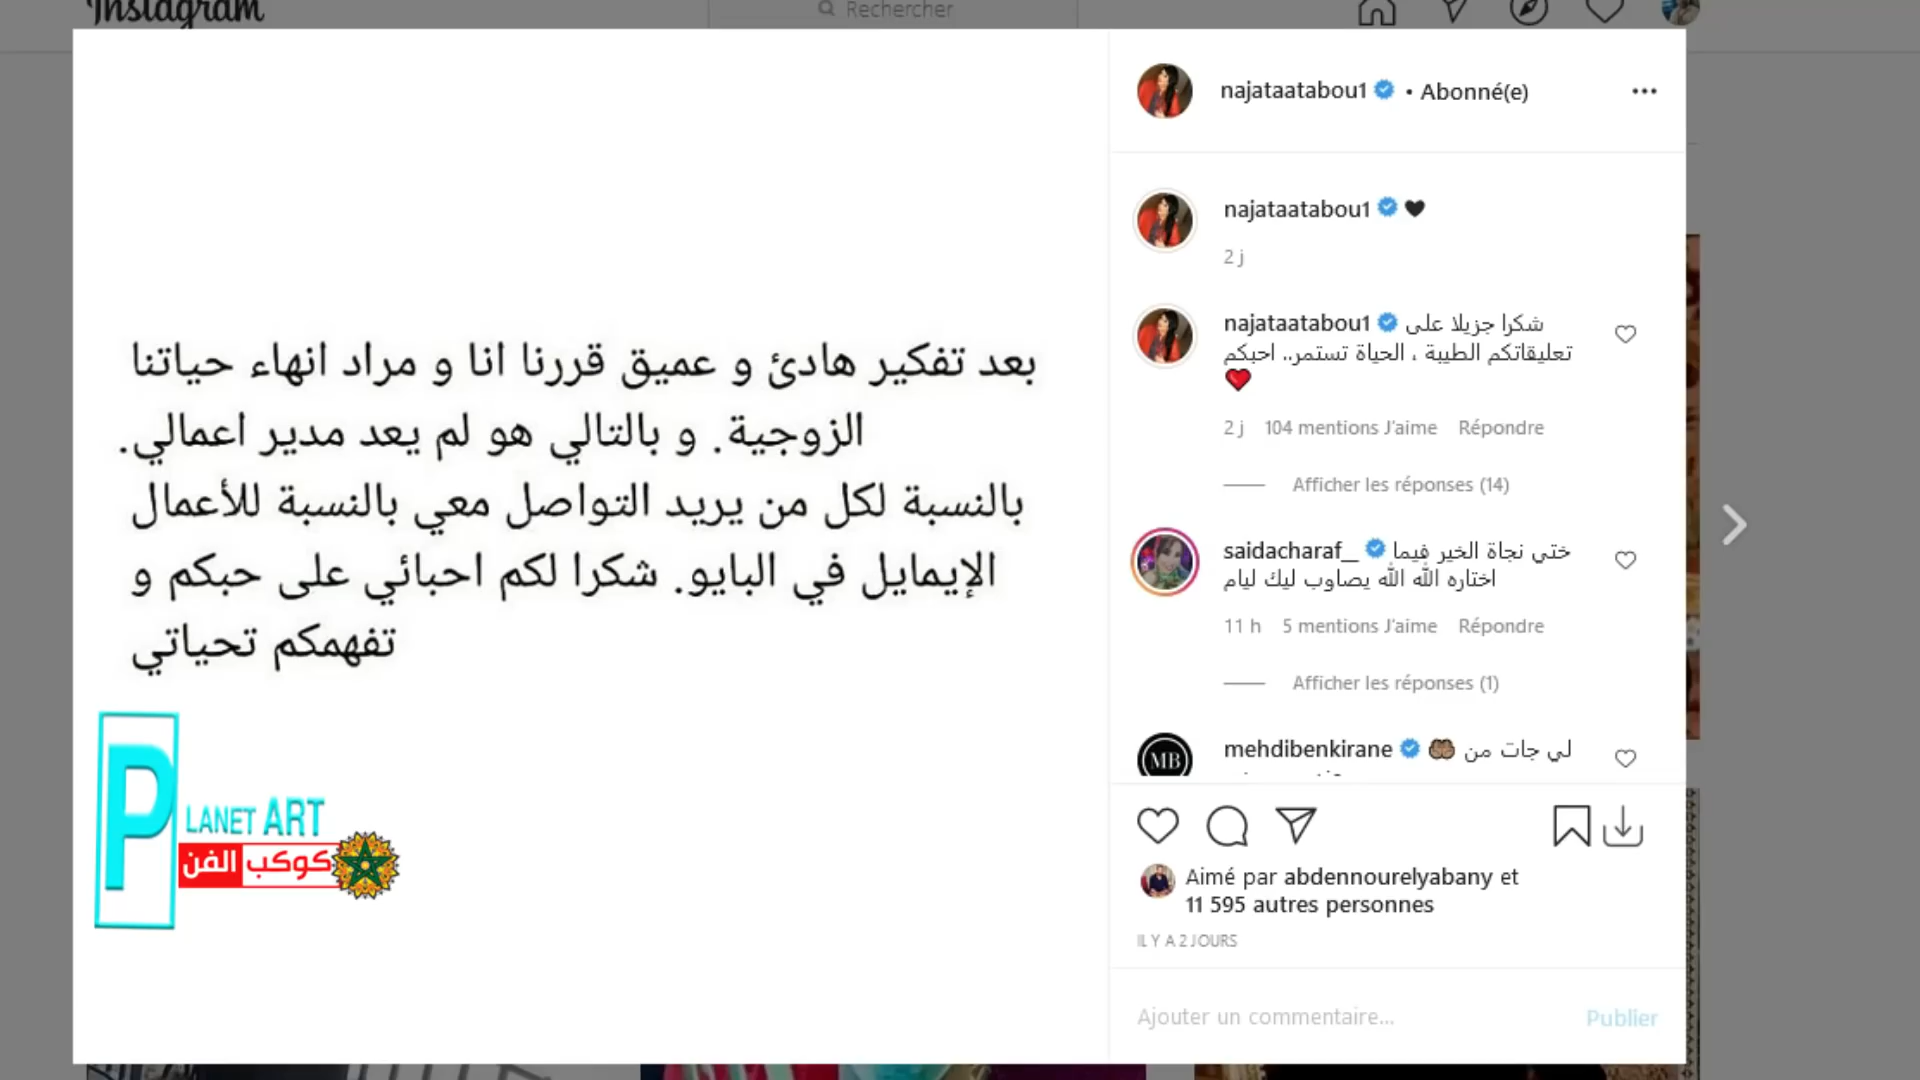 Instagram
Rechercher
بعد تفكير هادئ و عميق قررنا انا و مراد انهاء حياتنا
الزوجية. و بالتالي هو لم يعد مدير اعمالي.
بالنسبة لكل من يريد التواصل معي بالنسبة للأعمال
الإيمايل في البايو. شكرا لكم احبائي على حبكم و
تفهمكم تحياتي
PLANET ART
كوكب الفن
najataatabou1 • Abonné(e)
najataatabou1 🖤
2 j
najataatabou1 شكرا جزيلا على
تعليقاتكم الطيبة ، الحياة تستمر.. احبكم
❤️
2 j 104 mentions J'aime Répondre
Afficher les réponses (14)
saidacharaf__ ختي نجاة الخير فيما
اختاره الله الله يصاوب ليك ليام
11 h 5 mentions J'aime Répondre
Afficher les réponses (1)
MB
mehdibenkirane 🤲🏽 لي جات من
Aimé par abdennourelyabany et
11 595 autres personnes
IL Y A 2 JOURS
Ajouter un commentaire...
Publier